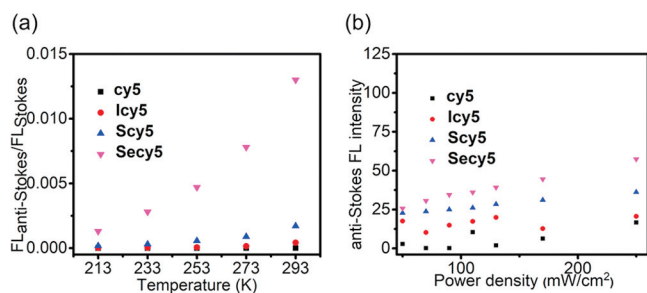 (a)
FLanti-Stokes/FLStokes
0.015
0.010
0.005
0.000
cy5
Icy5
Scy5
Secy5
213 233 253 273 293
Temperature (K)
(b)
anti-Stokes FL intensity
125
100
75
50
25
0
cy5
Icy5
Scy5
Secy5
100 200
Power density (mW/cm²)